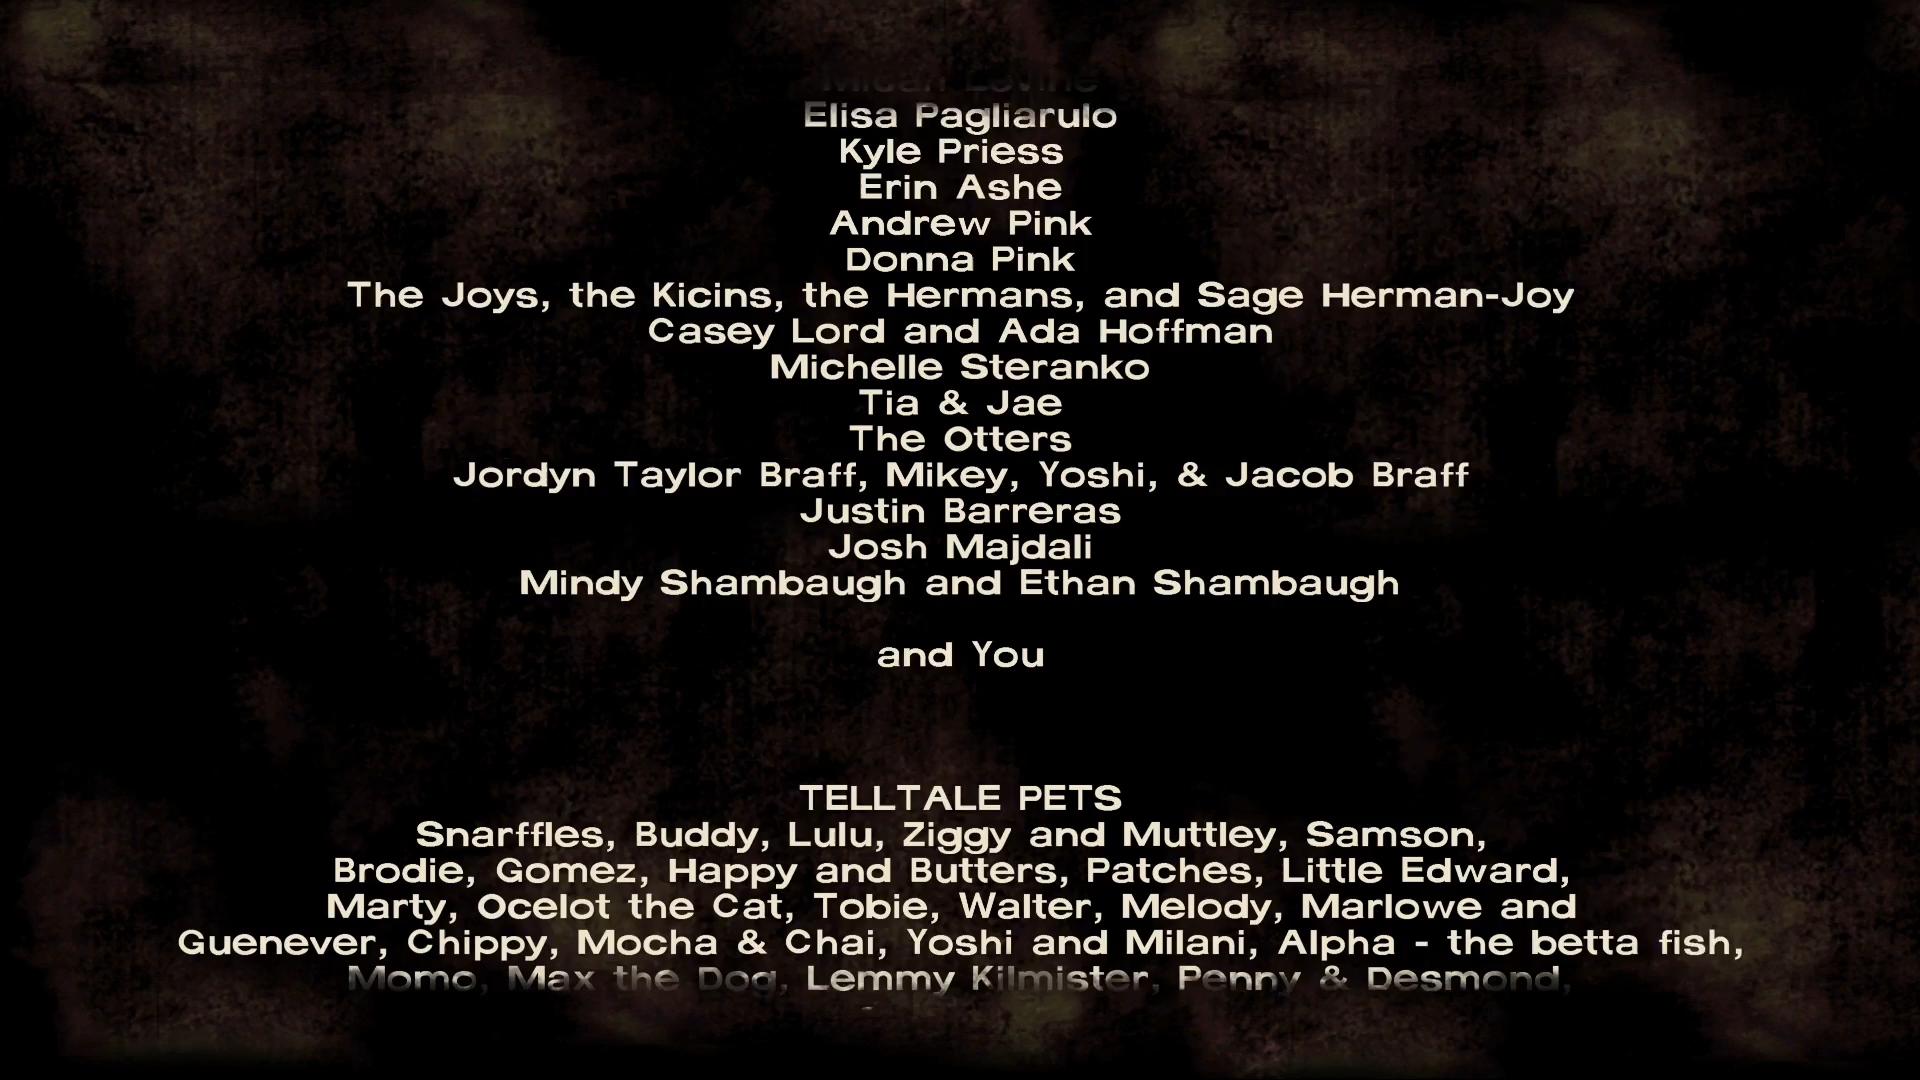 Micah Levine
Elisa Pagliarulo
Kyle Priess
Erin Ashe
Andrew Pink
Donna Pink
The Joys, the Kicins, the Hermans, and Sage Herman-Joy
Casey Lord and Ada Hoffman
Michelle Steranko
Tia & Jae
The Otters
Jordyn Taylor Braff, Mikey, Yoshi, & Jacob Braff
Justin Barreras
Josh Majdali
Mindy Shambaugh and Ethan Shambaugh
and You
TELLTALE PETS
Snarffles, Buddy, Lulu, Ziggy and Muttley, Samson,
Brodie, Gomez, Happy and Butters, Patches, Little Edward,
Marty, Ocelot the Cat, Tobie, Walter, Melody, Marlowe and
Guenever, Chippy, Mocha & Chai, Yoshi and Milani, Alpha - the betta fish,
Momo, Max the Dog, Lemmy Kilmister, Penny & Desmond,